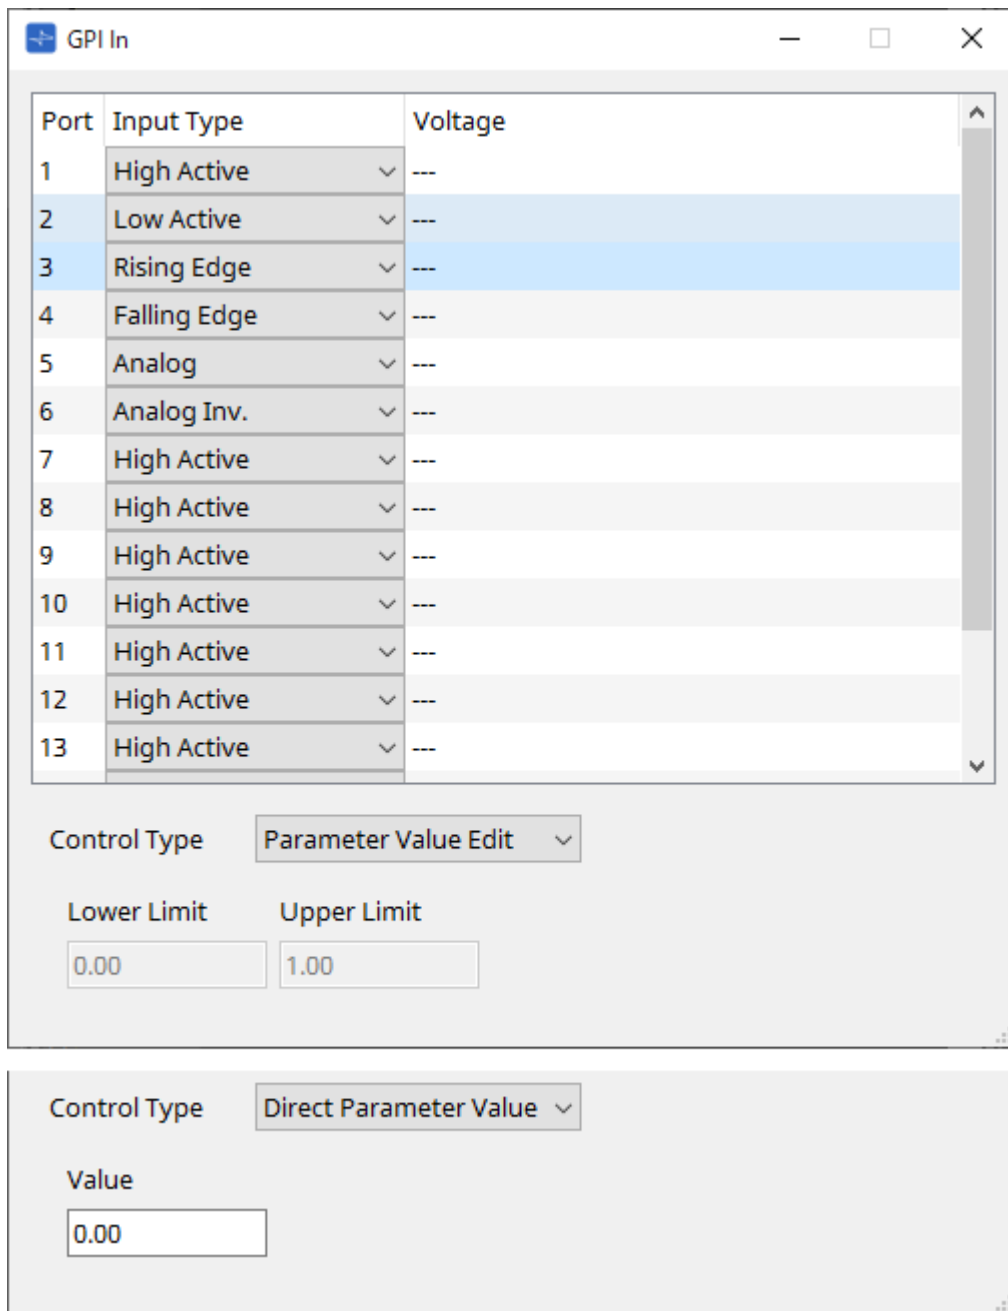 GPI In
Port Input Type Voltage
1 High Active ---
2 Low Active ---
3 Rising Edge ---
4 Falling Edge ---
5 Analog ---
6 Analog Inv. ---
7 High Active ---
8 High Active ---
9 High Active ---
10 High Active ---
11 High Active ---
12 High Active ---
13 High Active ---
Control Type Parameter Value Edit
Lower Limit Upper Limit
0.00 1.00
Control Type Direct Parameter Value
Value
0.00